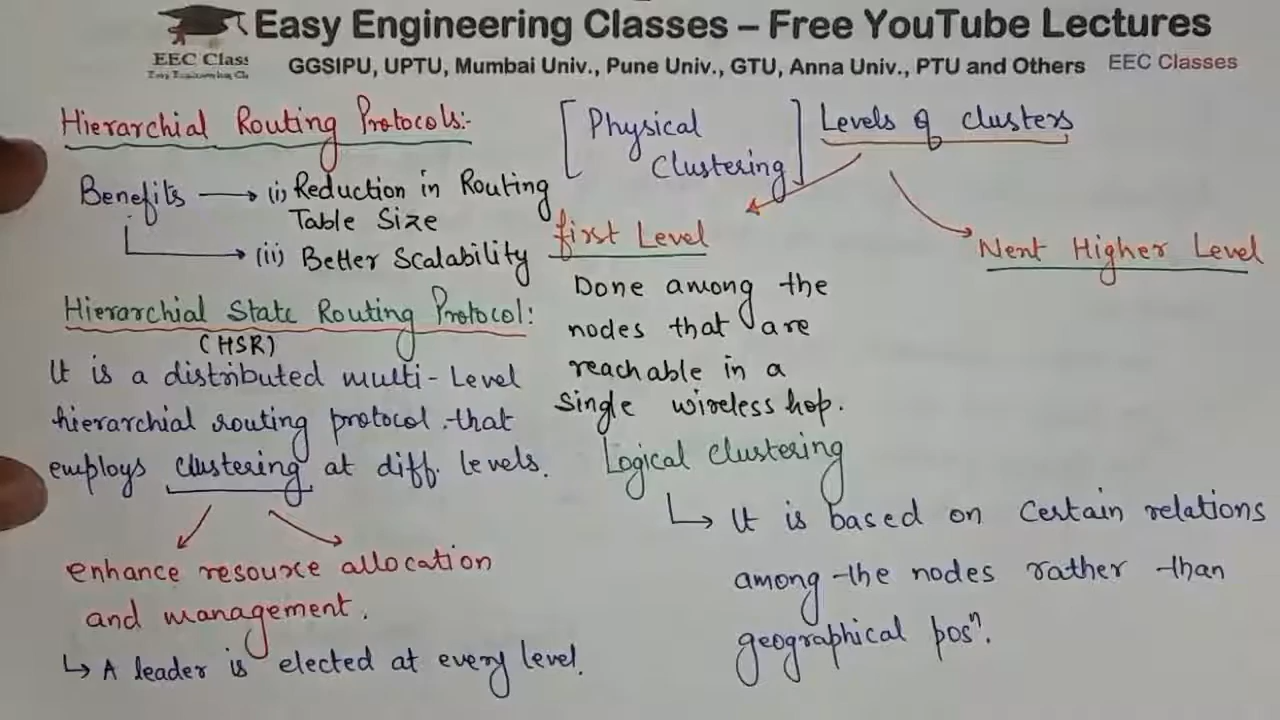 Easy Engineering Classes – Free YouTube Lectures
EEC Class
GGSIPU, UPTU, Mumbai Univ., Pune Univ., GTU, Anna Univ., PTU and Others
EEC Classes
Hierarchial Routing Protocols:-
Benefits → (i) Reduction in Routing
Table Size
→ (ii) Better Scalability
Hierarchial State Routing Protocol:
(HSR)
It is a distributed multi-Level
hierarchial routing protocol that
employs clustering at diff. levels.
enhance resource allocation
and management.
↳ A leader is elected at every level.
[Physical
Clustering]
Levels of clusters
first Level
Done among the
nodes that are
reachable in a
single wireless hop.
Nent Higher Level
Logical Clustering
↳ It is based on certain relations
among the nodes rather than
geographical posⁿ.